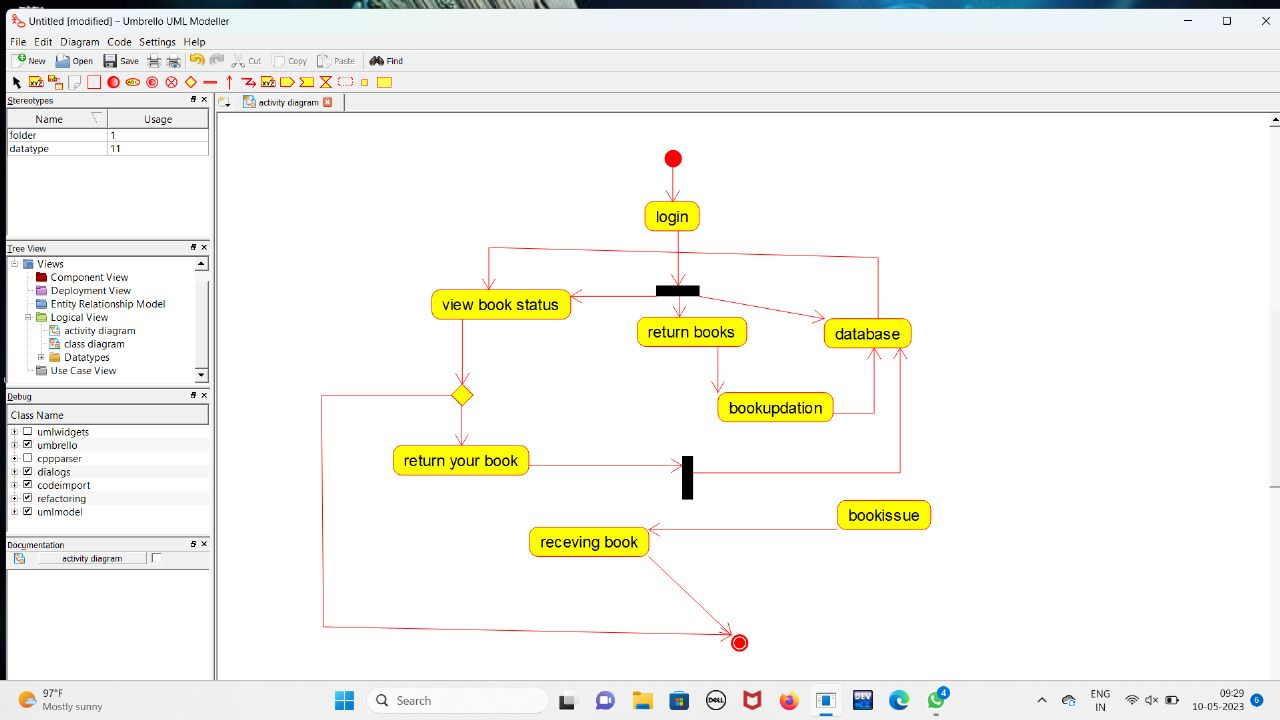 Untitled [modified] – Umbrello UML Modeller
File Edit Diagram Code Settings Help
New Open Save Cut Copy Paste Find
Stereotypes
activity diagram
Name Usage
folder 1
datatype 11
Tree View
Views
Component View
Deployment View
Entity Relationship Model
Logical View
activity diagram
class diagram
Datatypes
Use Case View
Debug
Class Name
umlwidgets
umbrello
cppparser
dialogs
codeimport
refactoring
umlmodel
Documentation
activity diagram
login
view book status
return books
database
bookupdation
return your book
bookissue
receving book
97°F
Mostly sunny
Search
DELL
DEV
4
ENG
IN
09:29
10-05-2023
6